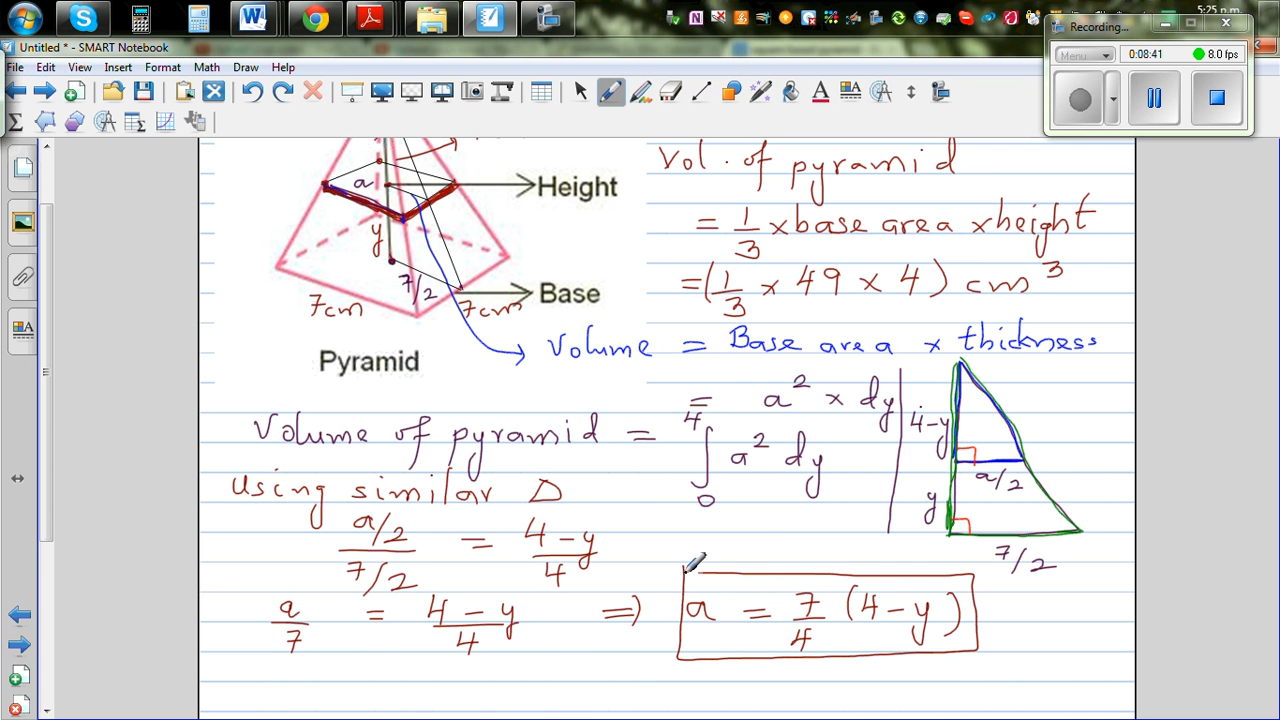 5:25 p.m.
Untitled * - SMART Notebook
File Edit View Insert Format Math Draw Help
Recording...
Menu 0:08:41 8.0 fps
a
Height
y
7/2
7cm
7cm
Base
Pyramid
Vol. of pyramid
= 1/3 x base area x height
= (1/3 x 49 x 4) cm³
Volume = Base area x thickness
= a² x dy
Volume of pyramid = ∫₀⁴ a² dy
4-y
a/2
y
7/2
Using similar Δ
(a/2)/(7/2) = (4-y)/4
a/7 = (4-y)/4 => a = 7/4 (4-y)